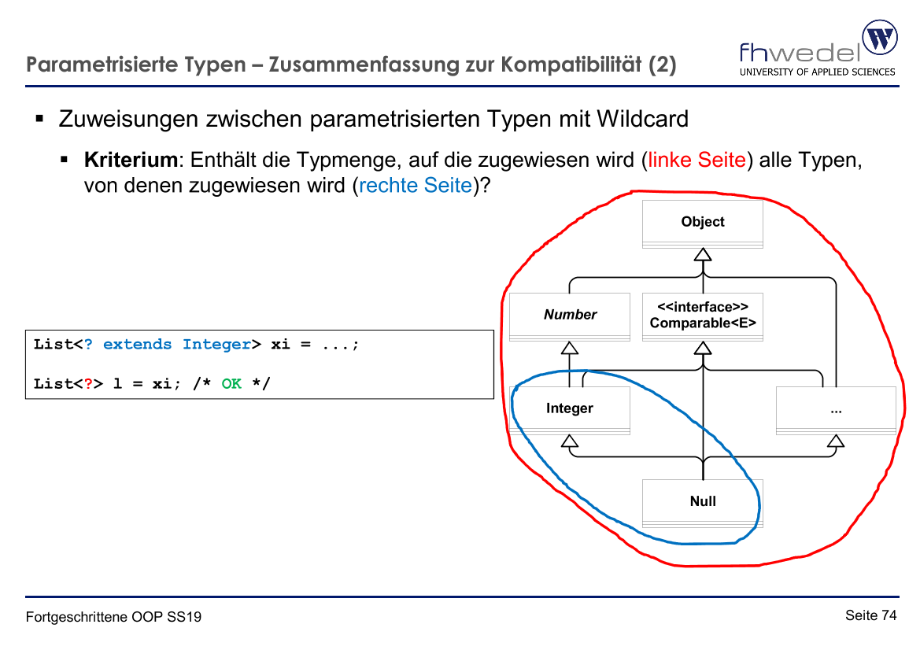 Parametrisierte Typen – Zusammenfassung zur Kompatibilität (2)
fhwedel
UNIVERSITY OF APPLIED SCIENCES
▪ Zuweisungen zwischen parametrisierten Typen mit Wildcard
▪ Kriterium: Enthält die Typmenge, auf die zugewiesen wird (linke Seite) alle Typen,
von denen zugewiesen wird (rechte Seite)?
Object
Number
<<interface>>
Comparable<E>
List<? extends Integer> xi = ...;
List<?> l = xi; /* OK */
Integer
...
Null
Fortgeschrittene OOP SS19
Seite 74